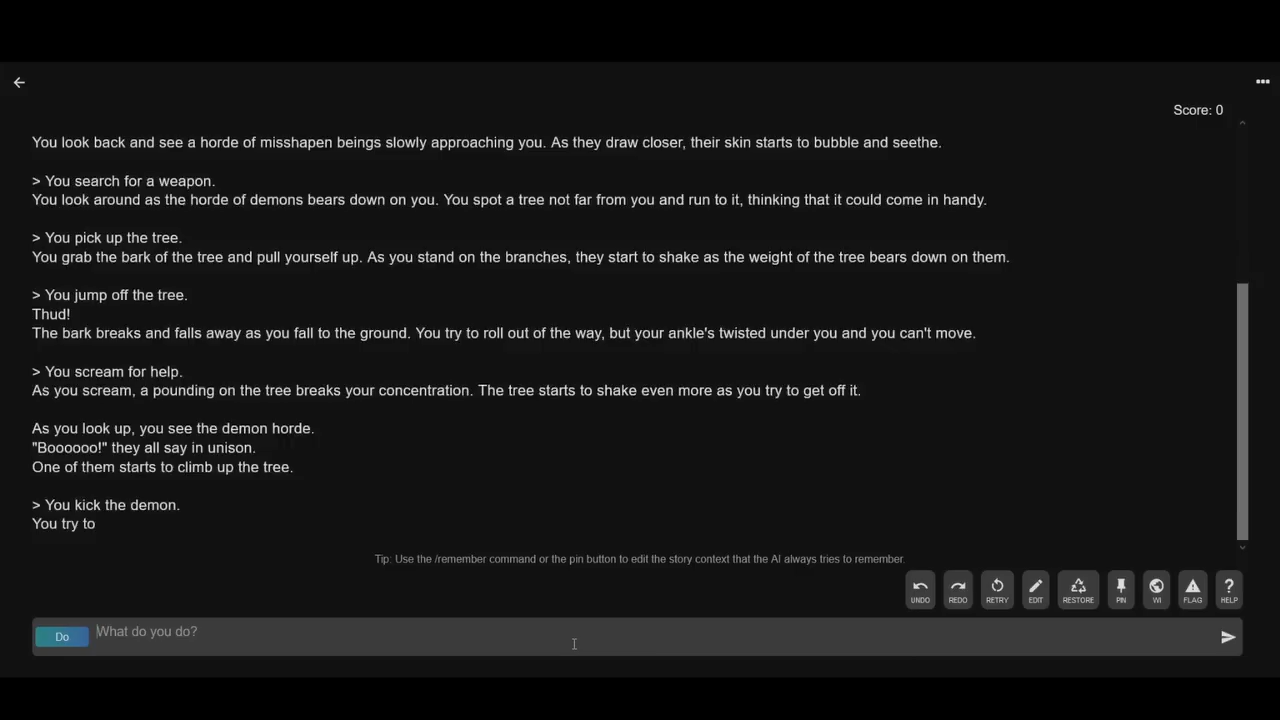 Score: 0
You look back and see a horde of misshapen beings slowly approaching you. As they draw closer, their skin starts to bubble and seethe.
> You search for a weapon.
You look around as the horde of demons bears down on you. You spot a tree not far from you and run to it, thinking that it could come in handy.
> You pick up the tree.
You grab the bark of the tree and pull yourself up. As you stand on the branches, they start to shake as the weight of the tree bears down on them.
> You jump off the tree.
Thud!
The bark breaks and falls away as you fall to the ground. You try to roll out of the way, but your ankle's twisted under you and you can't move.
> You scream for help.
As you scream, a pounding on the tree breaks your concentration. The tree starts to shake even more as you try to get off it.
As you look up, you see the demon horde.
"Boooooo!" they all say in unison.
One of them starts to climb up the tree.
> You kick the demon.
You try to
Tip: Use the /remember command or the pin button to edit the story context that the AI always tries to remember.
UNDO REDO RETRY EDIT RESTORE PIN WI FLAG HELP
Do What do you do?